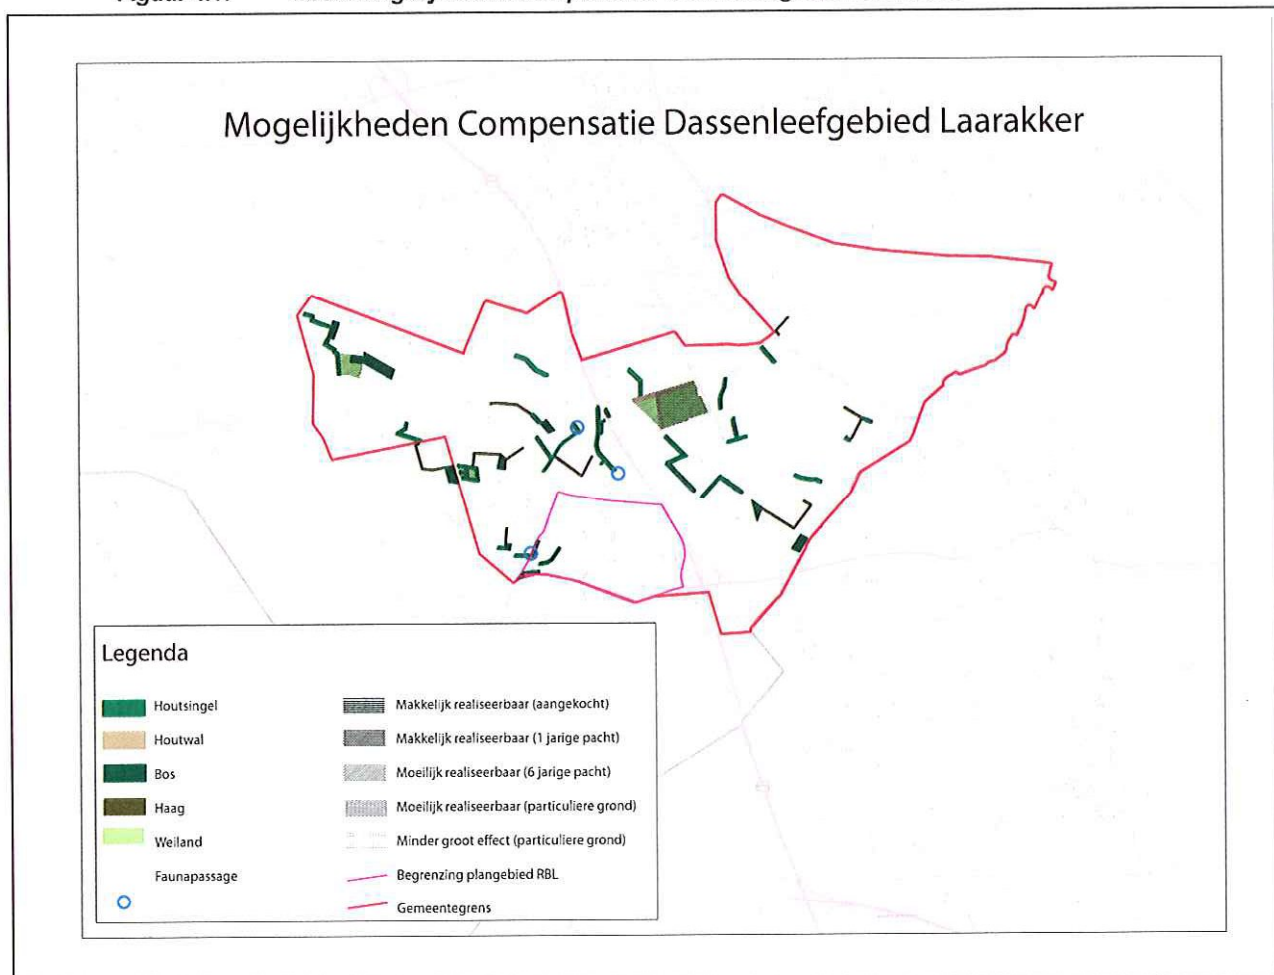 Mogelijkheden Compensatie Dassenleefgebied Laarakker
Legenda
Houtsingel
Houtwal
Bos
Haag
Weiland
Faunapassage
Makkelijk realiseerbaar (aangekocht)
Makkelijk realiseerbaar (1 jarige pacht)
Moeilijk realiseerbaar (6 jarige pacht)
Moeilijk realiseerbaar (particuliere grond)
Minder groot effect (particuliere grond)
Begrenzing plangebied RBL
Gemeentegrens